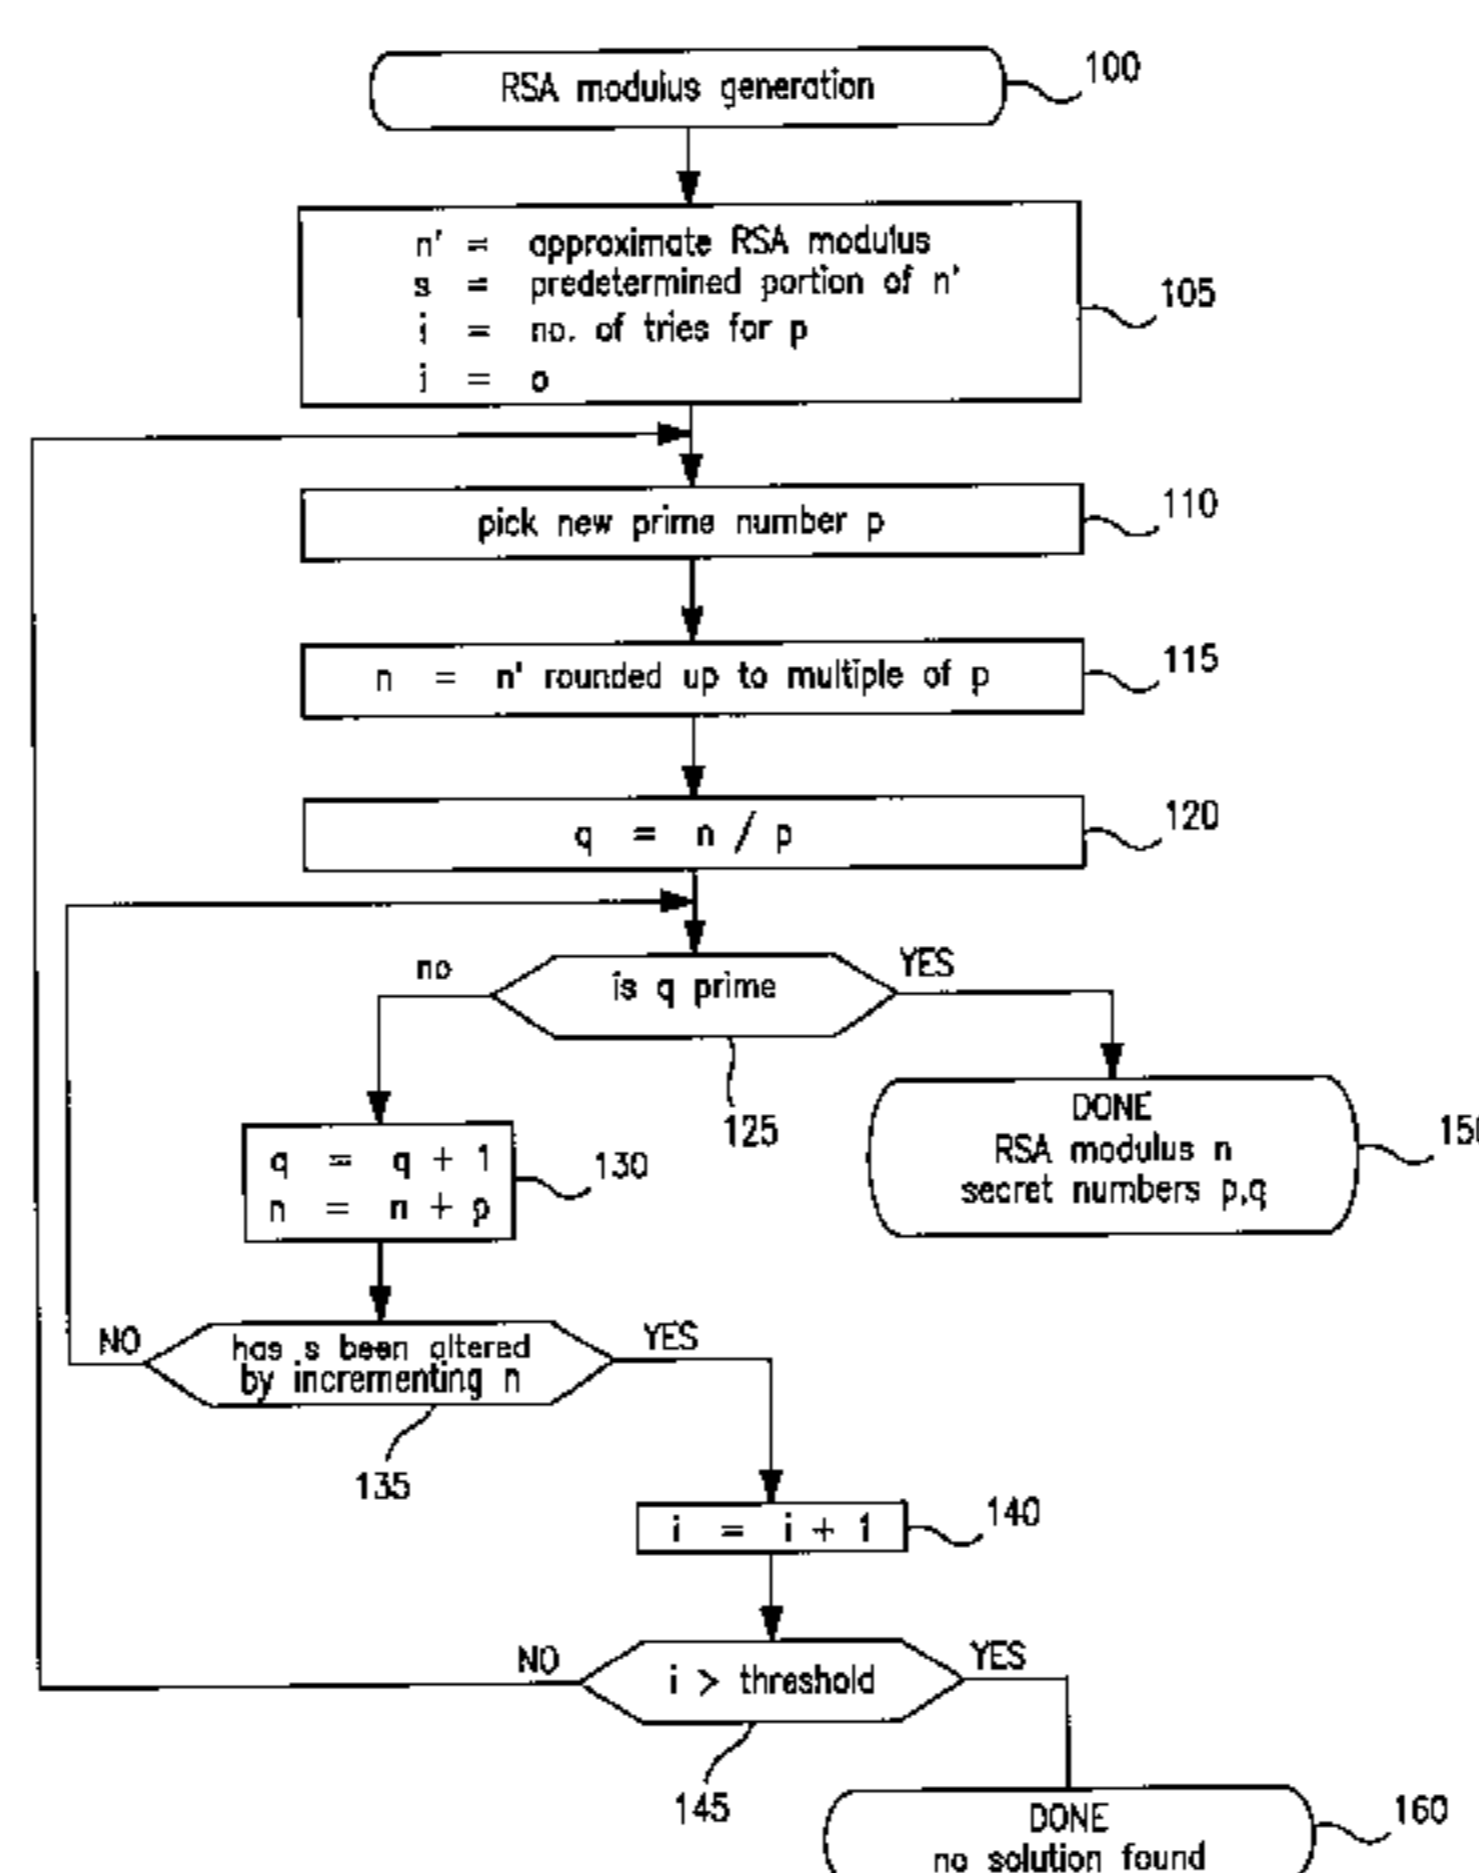 RSA modulus generation
100
n' = approximate RSA modulus
s = predetermined portion of n'
i = no. of tries for p
i = o
105
pick new prime number p
110
n = n' rounded up to multiple of p
115
q = n / p
120
no
is q prime
YES
125
q = q + 1
n = n + p
130
DONE
RSA modulus n
secret numbers p,q
NO
has s been altered
by incrementing n
YES
135
i = i + 1
140
NO
i > threshold
YES
145
DONE
no solution found
160